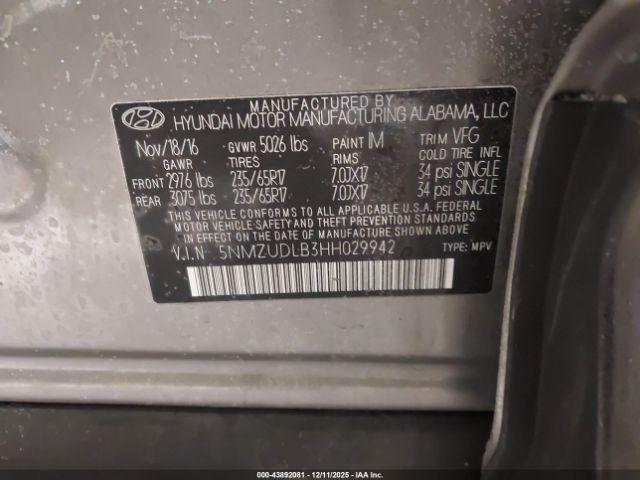 MANUFACTURED BY
HYUNDAI MOTOR MANUFACTURING ALABAMA, LLC
Nov/18/16 GVWR 5026 lbs PAINT IM TRIM VFG
GAWR TIRES RIMS COLD TIRE INFL
FRONT 2976 lbs 235/65R17 7.0JX17 34 psi SINGLE
REAR 3075 lbs 235/65R17 7.0JX17 34 psi SINGLE
THIS VEHICLE CONFORMS TO ALL APPLICABLE U.S.A. FEDERAL
MOTOR VEHICLE SAFETY AND THEFT PREVENTION STANDARDS
IN EFFECT ON THE DATE OF MANUFACTURE SHOWN ABOVE.
V.I.N 5NMZUDLB3HH029942 TYPE: MPV
000-43892081 - 12/11/2025 - IAA Inc.